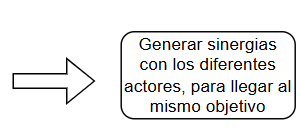 Generar sinergias
con los diferentes
actores, para llegar al
mismo objetivo